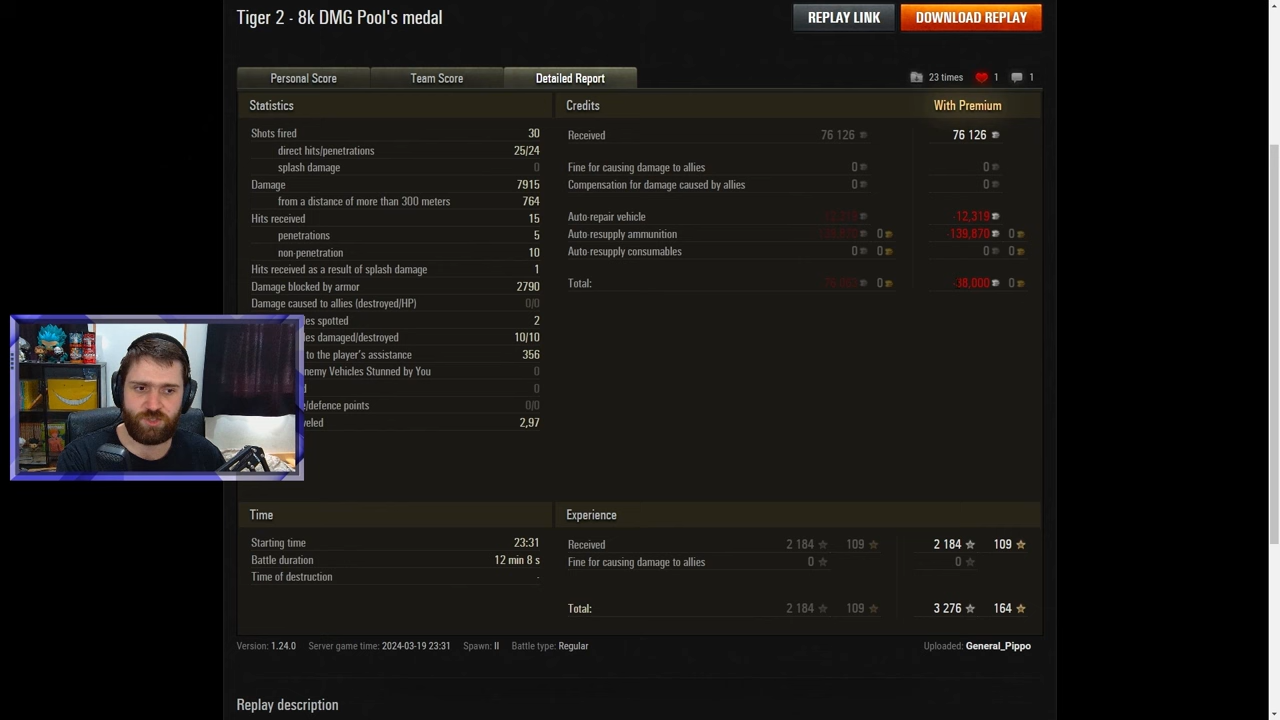 Tiger 2 - 8k DMG Pool's medal
REPLAY LINK
DOWNLOAD REPLAY
Personal Score
Team Score
Detailed Report
23 times 1 1
Statistics
Shots fired 30
direct hits/penetrations 25/24
splash damage 0
Damage 7915
from a distance of more than 300 meters 764
Hits received 15
penetrations 5
non-penetration 10
Hits received as a result of splash damage 1
Damage blocked by armor 2790
Damage caused to allies (destroyed/HP) 0/0
es spotted 2
les damaged/destroyed 10/10
to the player's assistance 356
nemy Vehicles Stunned by You 0
d 0
e/defence points 0/0
veled 2,97
Credits With Premium
Received 76 126 76 126
Fine for causing damage to allies 0 0
Compensation for damage caused by allies 0 0
Auto-repair vehicle -12,319
Auto-resupply ammunition 0 -139,870 0
Auto-resupply consumables 0 0 0 0
Total: 0 -38,000 0
Time
Starting time 23:31
Battle duration 12 min 8 s
Time of destruction -
Experience
Received 2 184 109 2 184 109
Fine for causing damage to allies 0 0
Total: 2 184 109 3 276 164
Version: 1.24.0 Server game time: 2024-03-19 23:31 Spawn: II Battle type: Regular Uploaded: General_Pippo
Replay description